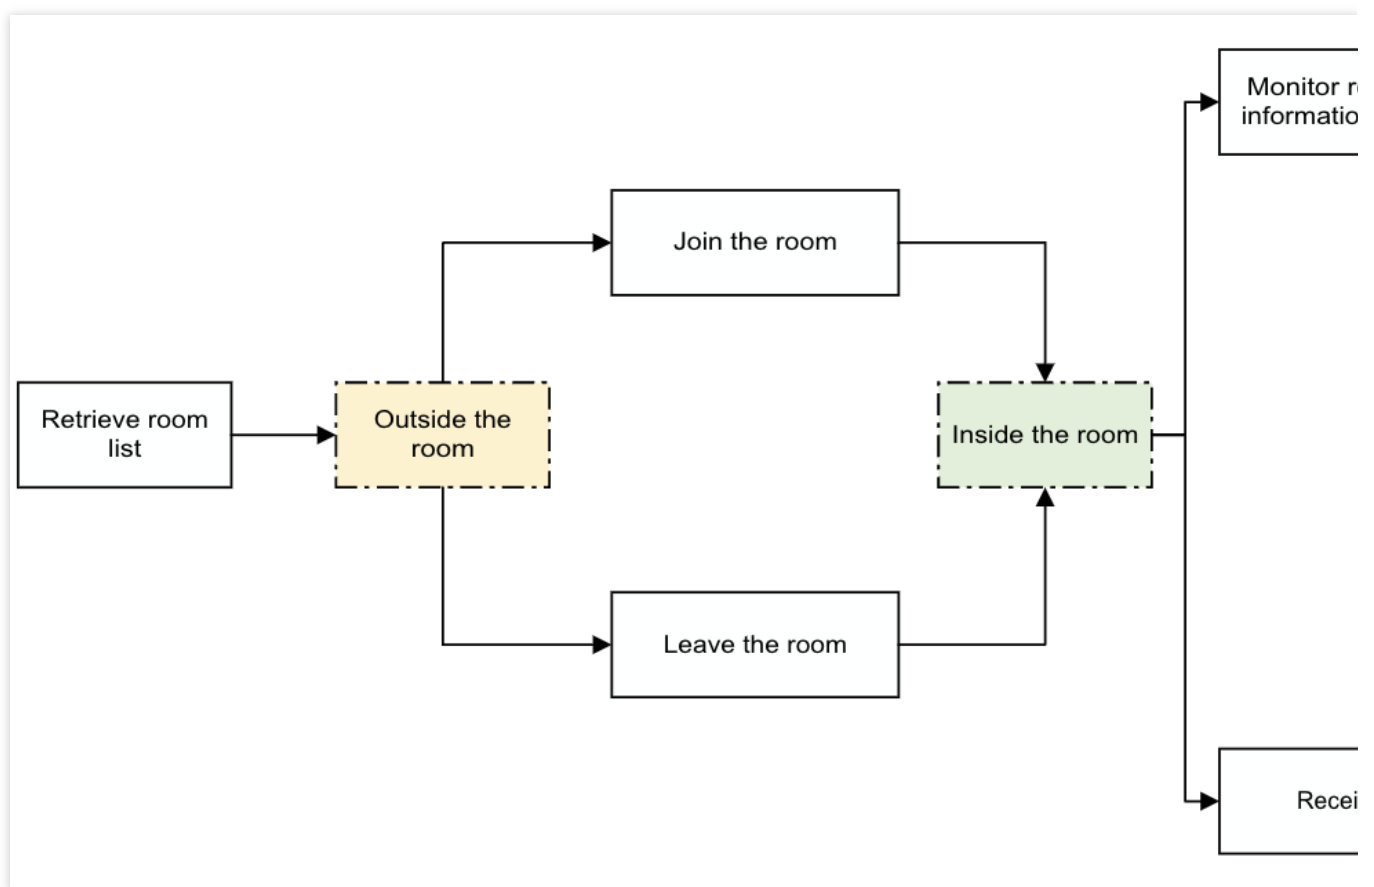 Monitor
informatio
Join the room
Retrieve room
list
Outside the
room
Inside the room
Leave the room
Recei